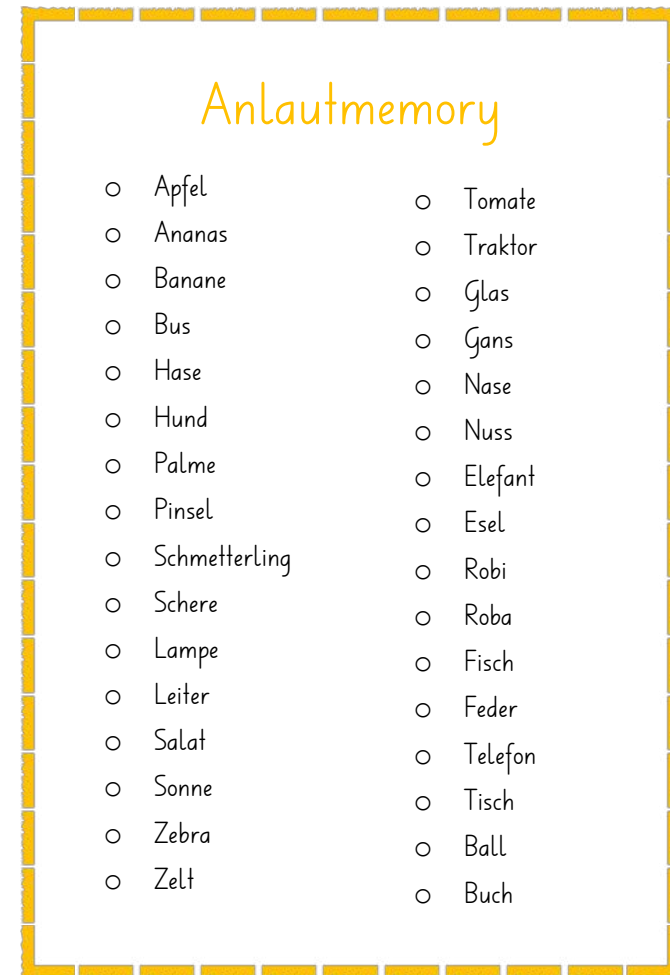 Anlautmemory
Apfel
Ananas
Banane
Bus
Hase
Hund
Palme
Pinsel
Schmetterling
Schere
Lampe
Leiter
Salat
Sonne
Zebra
Zelt
Tomate
Traktor
Glas
Gans
Nase
Nuss
Elefant
Esel
Robi
Roba
Fisch
Feder
Telefon
Tisch
Ball
Buch